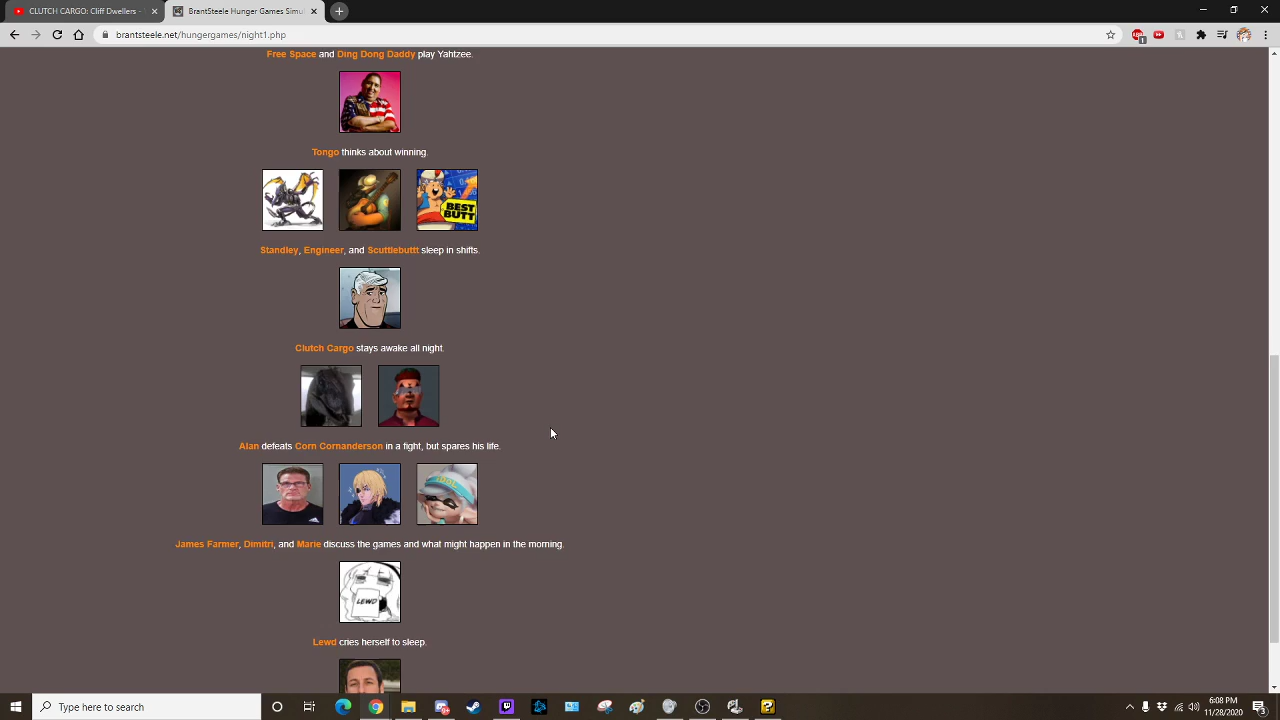 CLUTCH CARGO: Cliff Dwellers -
BrantSteele Hunger Games Simu
brantsteele.net/hungergames/night1.php
Free Space and Ding Dong Daddy play Yahtzee.
Tongo thinks about winning.
BEST
BUTT
Standley, Engineer, and Scuttlebuttt sleep in shifts.
Clutch Cargo stays awake all night.
Alan defeats Corn Cornanderson in a fight, but spares his life.
IDOL
James Farmer, Dimitri, and Marie discuss the games and what might happen in the morning.
LEWD
Lewd cries herself to sleep.
Type here to search
6:08 PM
11/28/2020